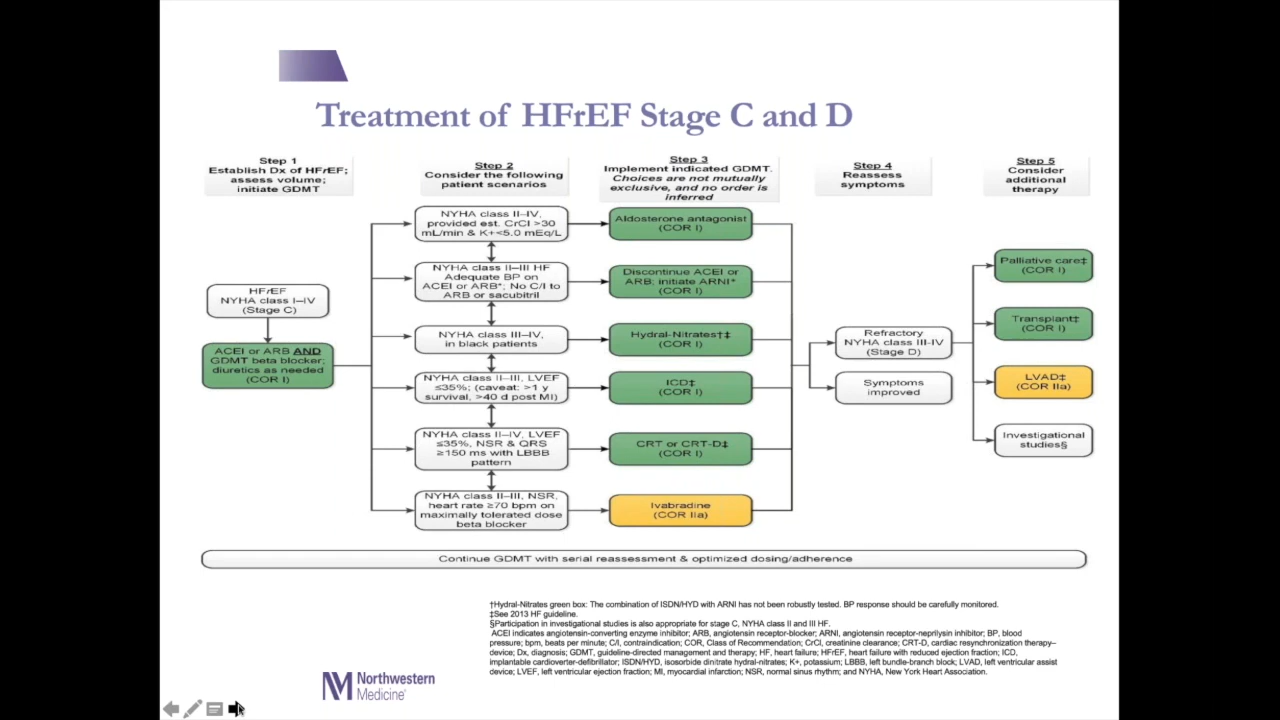 Treatment of HFrEF Stage C and D
Step 1
Establish Dx of HFrEF;
assess volume;
initiate GDMT
Step 2
Consider the following
patient scenarios
Step 3
Implement indicated GDMT.
Choices are not mutually
exclusive, and no order is
inferred
Step 4
Reassess
symptoms
Step 5
Consider
additional
therapy
HFrEF
NYHA class I–IV
(Stage C)
ACEI or ARB AND
GDMT beta blocker;
diuretics as needed
(COR I)
NYHA class II–IV,
provided est. CrCl >30
mL/min & K+<5.0 mEq/L
Aldosterone antagonist
(COR I)
NYHA class II–III HF
Adequate BP on
ACEI or ARB*; No C/I to
ARB or sacubitril
Discontinue ACEI or
ARB; initiate ARNI*
(COR I)
NYHA class III–IV,
in black patients
Hydral-Nitrates†‡
(COR I)
NYHA class II–III, LVEF
≤35%; (caveat: >1 y
survival, >40 d post MI)
ICD‡
(COR I)
NYHA class II–IV, LVEF
≤35%, NSR & QRS
≥150 ms with LBBB
pattern
CRT or CRT-D‡
(COR I)
NYHA class II–III, NSR,
heart rate ≥70 bpm on
maximally tolerated dose
beta blocker
Ivabradine
(COR IIa)
Refractory
NYHA class III-IV
(Stage D)
Symptoms
improved
Palliative care‡
(COR I)
Transplant‡
(COR I)
LVAD‡
(COR IIa)
Investigational
studies§
Continue GDMT with serial reassessment & optimized dosing/adherence
†Hydral-Nitrates green box: The combination of ISDN/HYD with ARNI has not been robustly tested. BP response should be carefully monitored.
‡See 2013 HF guideline.
§Participation in investigational studies is also appropriate for stage C, NYHA class II and III HF.
ACEI indicates angiotensin-converting enzyme inhibitor; ARB, angiotensin receptor-blocker; ARNI, angiotensin receptor-neprilysin inhibitor; BP, blood
pressure; bpm, beats per minute; C/I, contraindication; COR, Class of Recommendation; CrCl, creatinine clearance; CRT-D, cardiac resynchronization therapy–
device; Dx, diagnosis; GDMT, guideline-directed management and therapy; HF, heart failure; HFrEF, heart failure with reduced ejection fraction; ICD,
implantable cardioverter-defibrillator; ISDN/HYD, isosorbide dinitrate hydral-nitrates; K+, potassium; LBBB, left bundle-branch block; LVAD, left ventricular assist
device; LVEF, left ventricular ejection fraction; MI, myocardial infarction; NSR, normal sinus rhythm; and NYHA, New York Heart Association.
Northwestern
Medicine